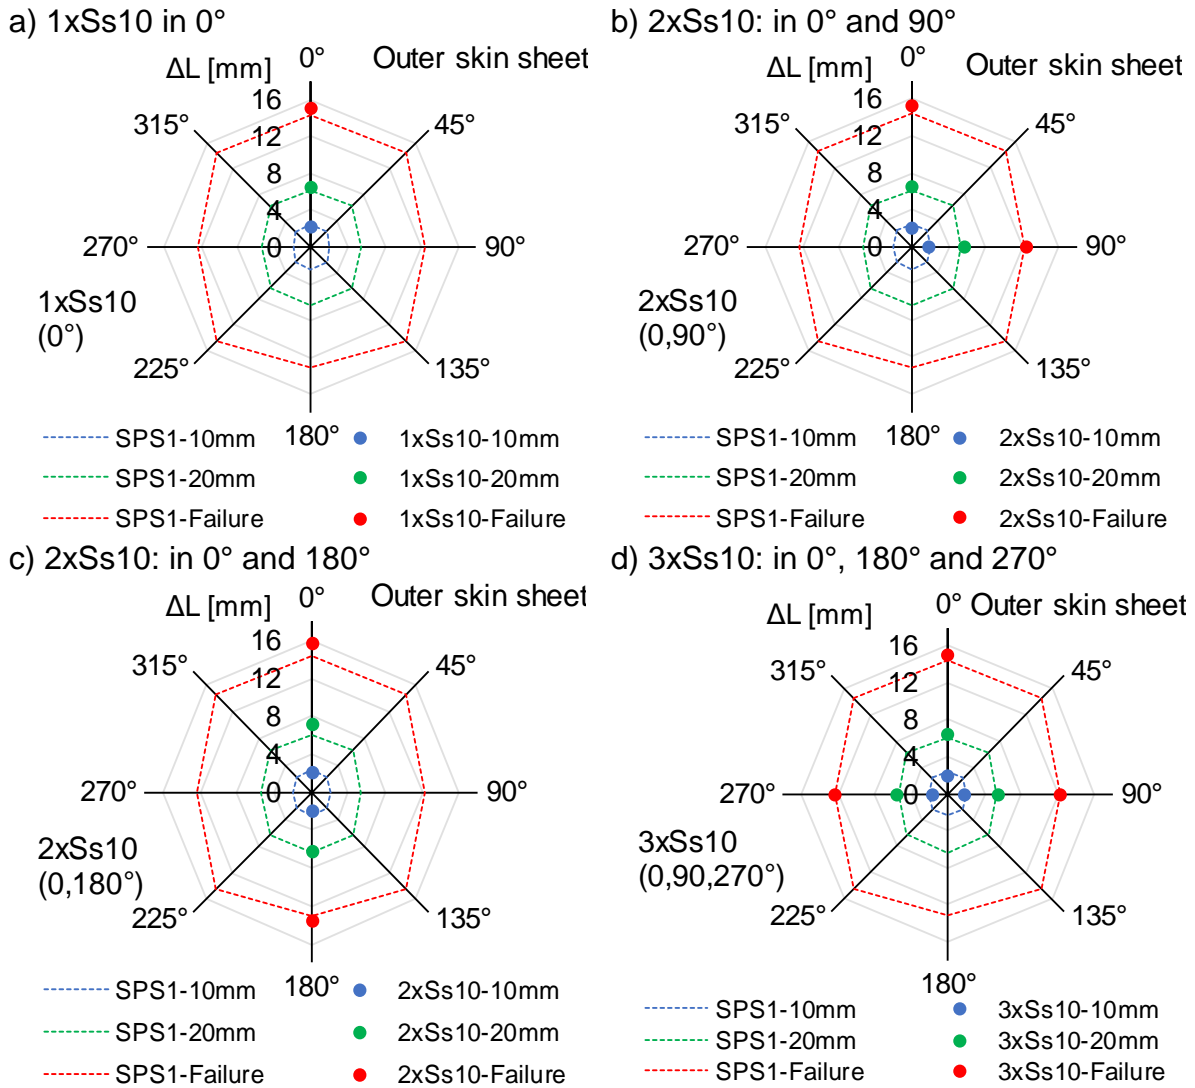 a) 1xSs10 in 0°
ΔL [mm]
0°
Outer skin sheet
16
12
8
4
0
315°
45°
270°
90°
1xSs10
(0°)
225°
135°
180°
SPS1-10mm
1xSs10-10mm
SPS1-20mm
1xSs10-20mm
SPS1-Failure
1xSs10-Failure
b) 2xSs10: in 0° and 90°
ΔL [mm]
0°
Outer skin sheet
16
12
8
4
0
315°
45°
270°
90°
2xSs10
(0,90°)
225°
135°
180°
SPS1-10mm
2xSs10-10mm
SPS1-20mm
2xSs10-20mm
SPS1-Failure
2xSs10-Failure
c) 2xSs10: in 0° and 180°
ΔL [mm]
0°
Outer skin sheet
16
12
8
4
0
315°
45°
270°
90°
2xSs10
(0,180°)
225°
135°
180°
SPS1-10mm
2xSs10-10mm
SPS1-20mm
2xSs10-20mm
SPS1-Failure
2xSs10-Failure
d) 3xSs10: in 0°, 180° and 270°
ΔL [mm]
0°
Outer skin sheet
16
12
8
4
0
315°
45°
270°
90°
3xSs10
(0,90,270°)
225°
135°
180°
SPS1-10mm
3xSs10-10mm
SPS1-20mm
3xSs10-20mm
SPS1-Failure
3xSs10-Failure